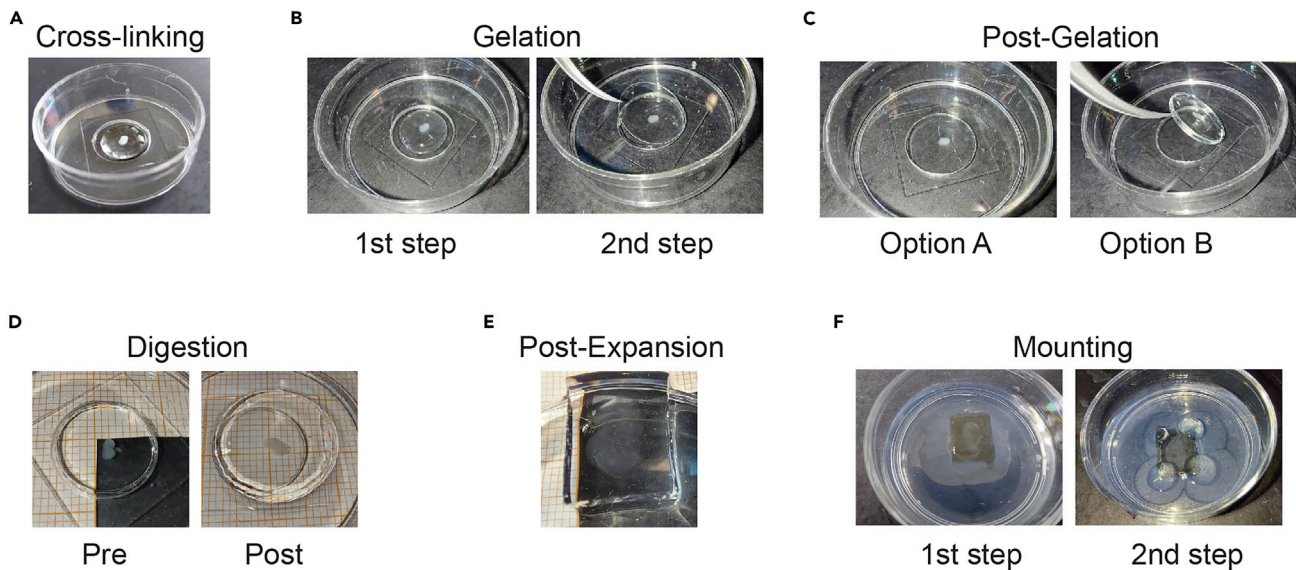 A
Cross-linking
B
Gelation
1st step
2nd step
C
Post-Gelation
Option A
Option B
D
Digestion
Pre
Post
E
Post-Expansion
F
Mounting
1st step
2nd step